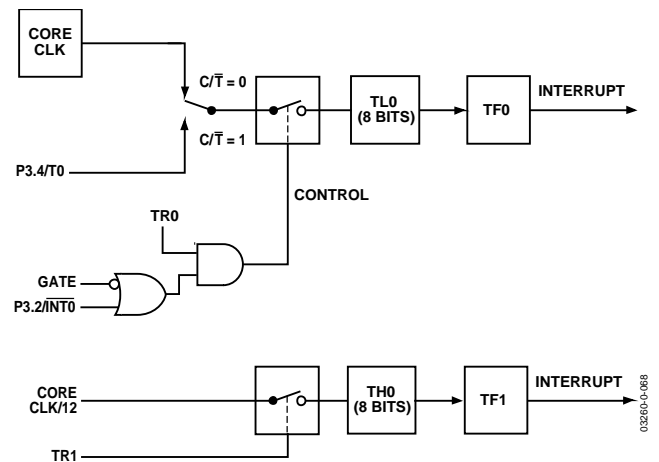 CORE
CLK
C/T̅ = 0
C/T̅ = 1
TL0
(8 BITS)
TF0
INTERRUPT
P3.4/T0
CONTROL
TR0
GATE
P3.2/I̅N̅T̅0̅
CORE
CLK/12
TH0
(8 BITS)
TF1
INTERRUPT
TR1
03260-0-068